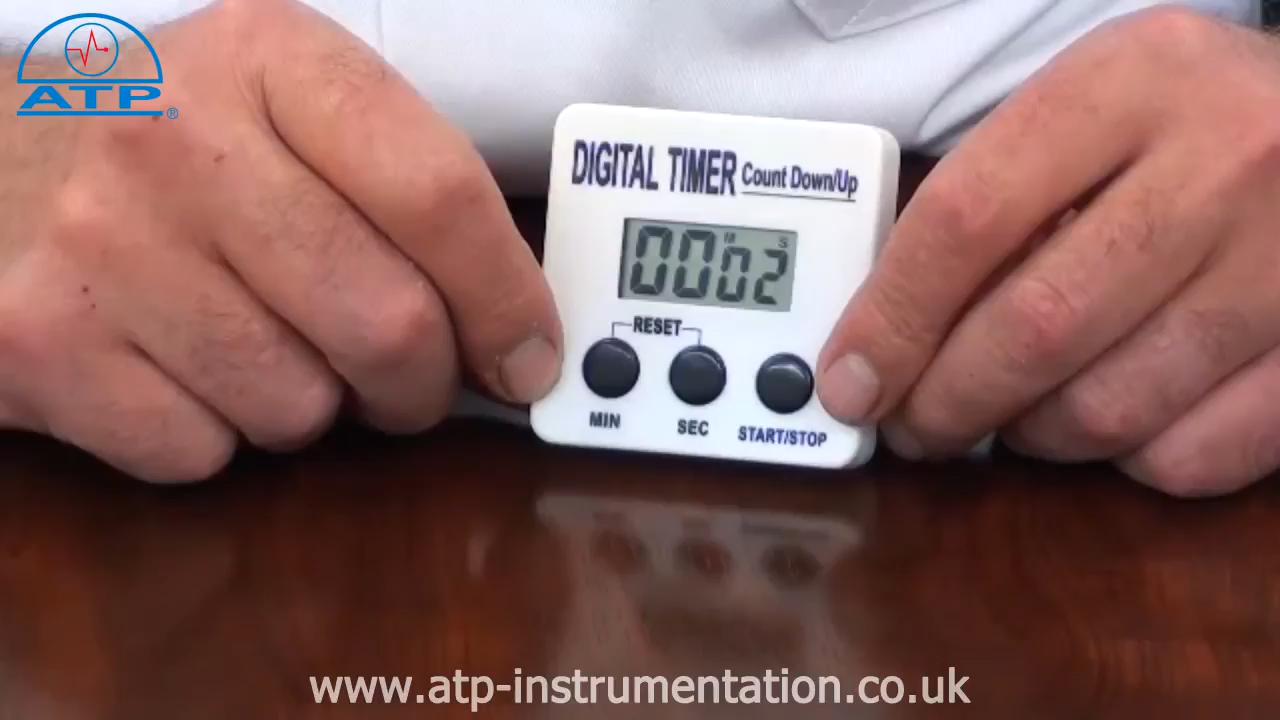 ATP®
DIGITAL TIMER Count Down/Up
M S
00 02
RESET
MIN SEC START/STOP
www.atp-instrumentation.co.uk